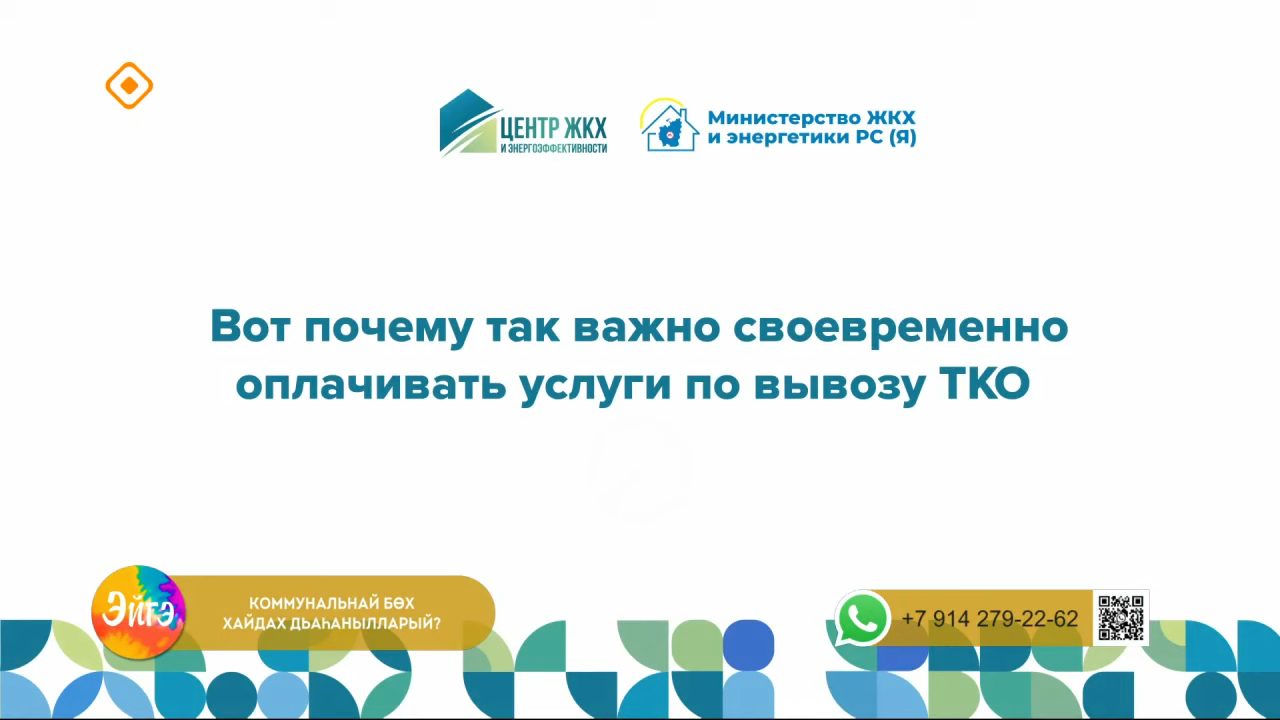 ЦЕНТР ЖКХ
И ЭНЕРГОЭФФЕКТИВНОСТИ
Министерство ЖКХ
и энергетики РС (Я)
Вот почему так важно своевременно
оплачивать услуги по вывозу ТКО
Эйгэ
КОММУНАЛЬНАЙ БӨХ
ХАЙДАХ ДЬАҺАНЫЛЛАРЫЙ?
+7 914 279-22-62